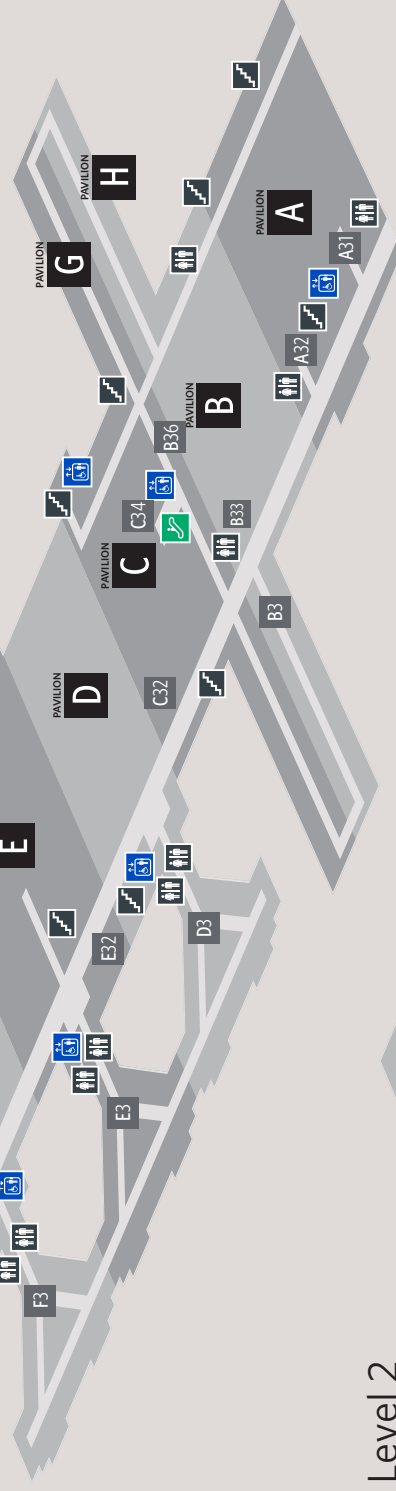 PAVILION
H
PAVILION
G
PAVILION
A
A31
A32
PAVILION
B
B36
C34
B33
PAVILION
C
B3
C32
PAVILION
D
E
D3
E32
E3
F3
Level 2